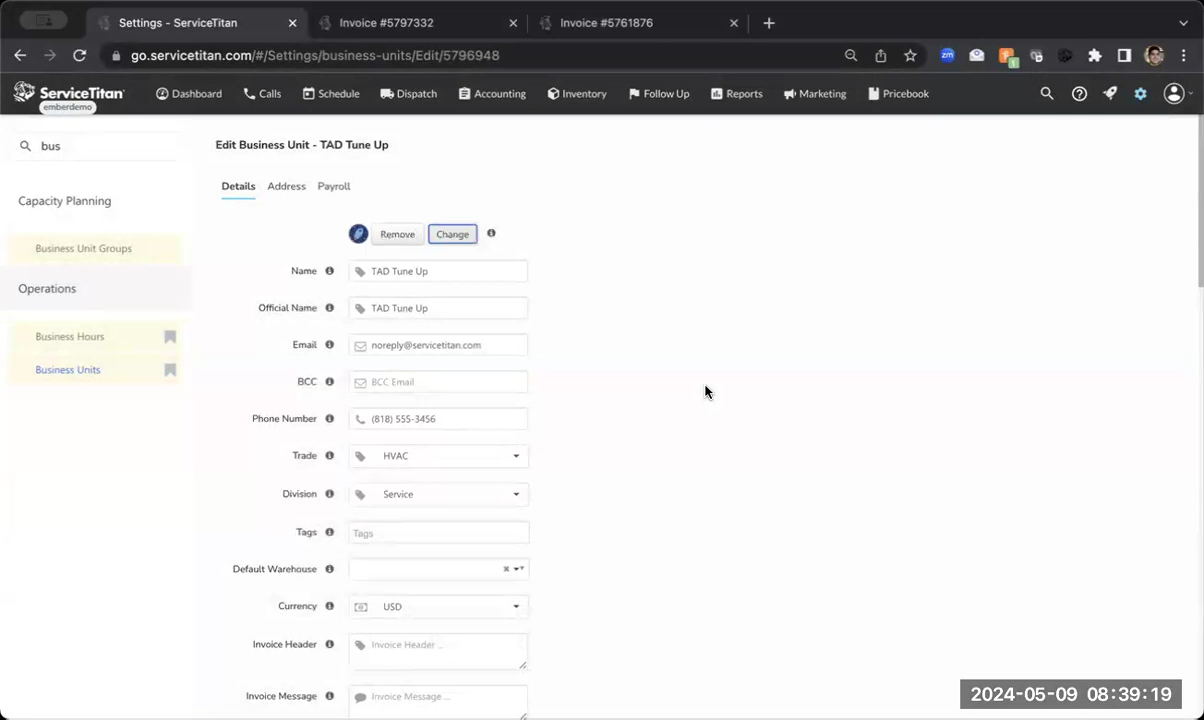 Settings - ServiceTitan
Invoice #5797332
Invoice #5761876
go.servicetitan.com/#/Settings/business-units/Edit/5796948
zm
1
ServiceTitan
emberdemo
Dashboard
Calls
Schedule
Dispatch
Accounting
Inventory
Follow Up
Reports
Marketing
Pricebook
bus
Capacity Planning
Business Unit Groups
Operations
Business Hours
Business Units
Edit Business Unit - TAD Tune Up
Details Address Payroll
Remove Change
Name TAD Tune Up
Official Name TAD Tune Up
Email noreply@servicetitan.com
BCC BCC Email
Phone Number (818) 555-3456
Trade HVAC
Division Service
Tags Tags
Default Warehouse
Currency USD
Invoice Header Invoice Header ...
Invoice Message Invoice Message ...
2024-05-09 08:39:19